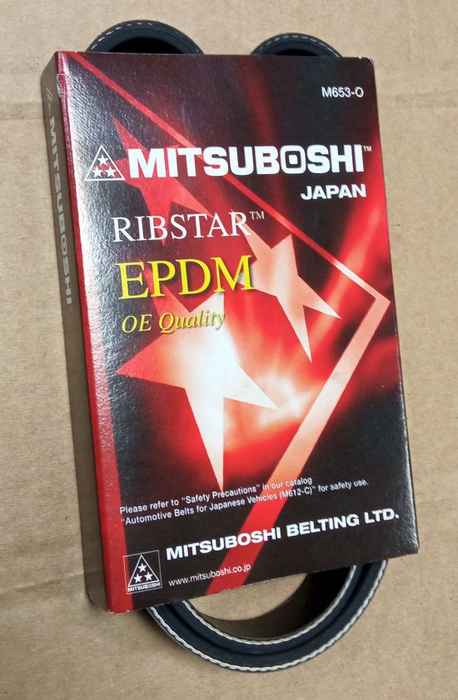 M653-O
MITSUBOSHI™
JAPAN
RIBSTAR™
EPDM
OE Quality
Please refer to "Safety Precautions" in our catalog
"Automotive Belts for Japanese Vehicles (M612-C)" for safety use.
MITSUBOSHI BELTING LTD.
MITSUBOSHI
www.mitsuboshi.co.jp
MITSUBOSHI